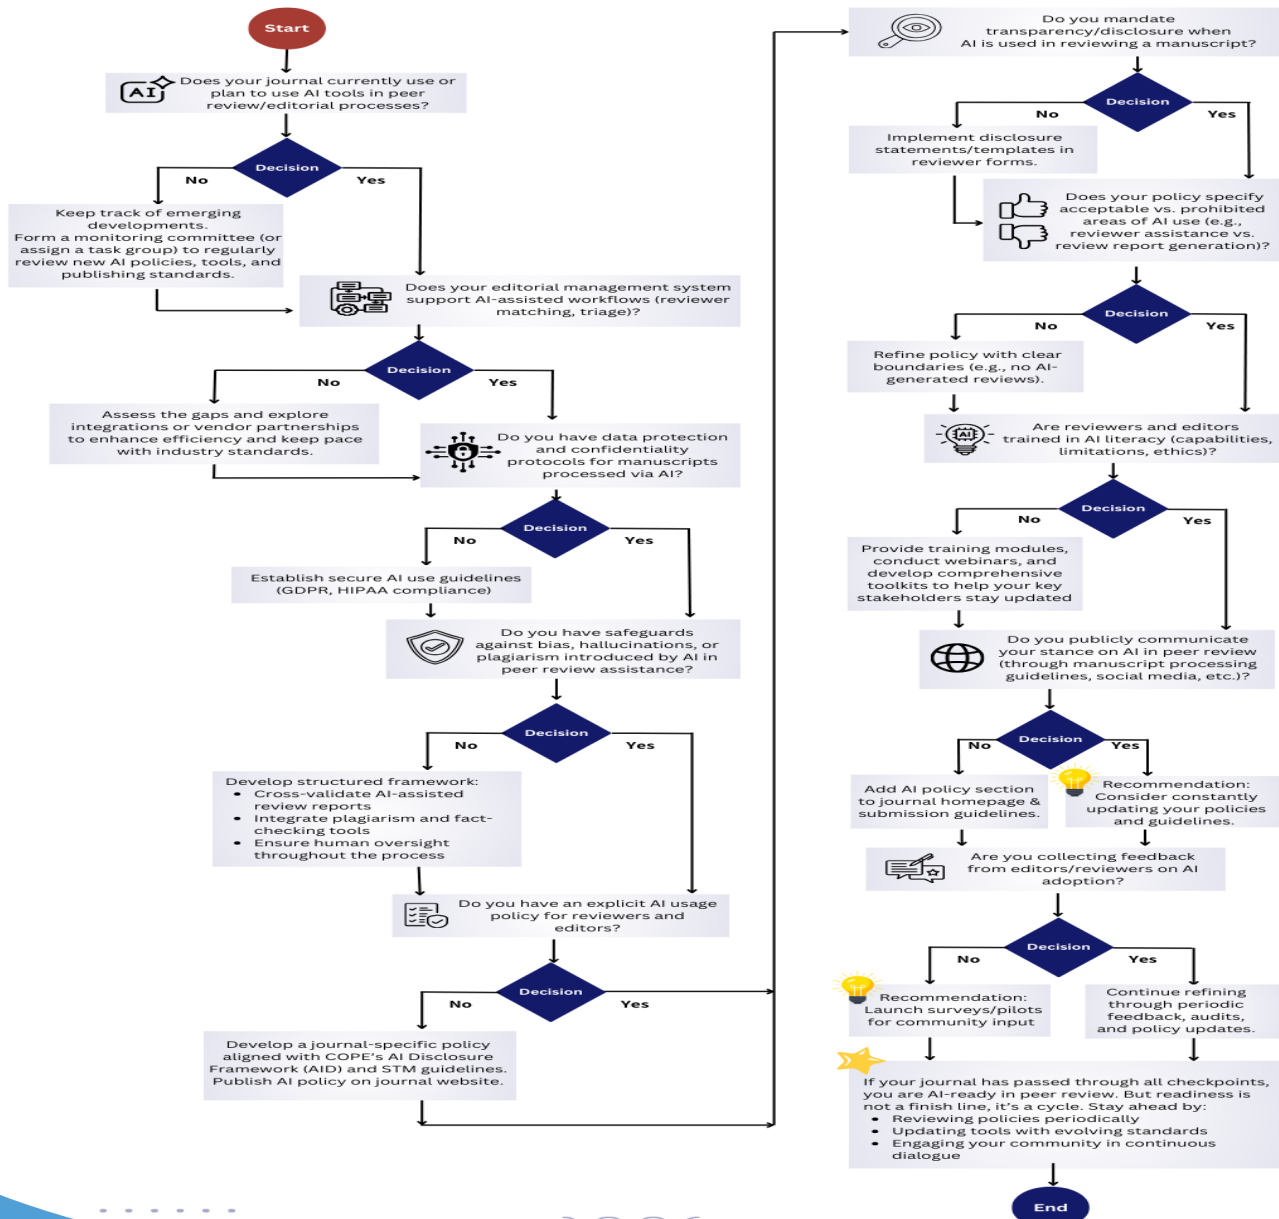 Start
AI
Does your journal currently use or
plan to use AI tools in peer
review/editorial processes?
Decision
No
Yes
Keep track of emerging
developments.
Form a monitoring committee (or
assign a task group) to regularly
review new AI policies, tools, and
publishing standards.
Does your editorial management system
support AI-assisted workflows (reviewer
matching, triage)?
Decision
No
Yes
Assess the gaps and explore
integrations or vendor partnerships
to enhance efficiency and keep pace
with industry standards.
Do you have data protection
and confidentiality
protocols for manuscripts
processed via AI?
Decision
No
Yes
Establish secure AI use guidelines
(GDPR, HIPAA compliance)
Do you have safeguards
against bias, hallucinations, or
plagiarism introduced by AI in
peer review assistance?
Decision
No
Yes
Develop structured framework:
• Cross-validate AI-assisted
review reports
• Integrate plagiarism and fact-
checking tools
• Ensure human oversight
throughout the process
Do you have an explicit AI usage
policy for reviewers and
editors?
Decision
No
Yes
Develop a journal-specific policy
aligned with COPE's AI Disclosure
Framework (AID) and STM guidelines.
Publish AI policy on journal website.
Do you mandate
transparency/disclosure when
AI is used in reviewing a manuscript?
Decision
No
Yes
Implement disclosure
statements/templates in
reviewer forms.
Does your policy specify
acceptable vs. prohibited
areas of AI use (e.g.,
reviewer assistance vs.
review report generation)?
Decision
No
Yes
Refine policy with clear
boundaries (e.g., no AI-
generated reviews).
AI
Are reviewers and editors
trained in AI literacy (capabilities,
limitations, ethics)?
Decision
No
Yes
Provide training modules,
conduct webinars, and
develop comprehensive
toolkits to help your key
stakeholders stay updated
Do you publicly communicate
your stance on AI in peer review
(through manuscript processing
guidelines, social media, etc.)?
Decision
No
Yes
Add AI policy section
to journal homepage &
submission guidelines.
Recommendation:
Consider constantly
updating your policies
and guidelines.
Are you collecting feedback
from editors/reviewers on AI
adoption?
Decision
No
Yes
Recommendation:
Launch surveys/pilots
for community input
Continue refining
through periodic
feedback, audits,
and policy updates.
If your journal has passed through all checkpoints,
you are AI-ready in peer review. But readiness is
not a finish line, it's a cycle. Stay ahead by:
• Reviewing policies periodically
• Updating tools with evolving standards
• Engaging your community in continuous
dialogue
End